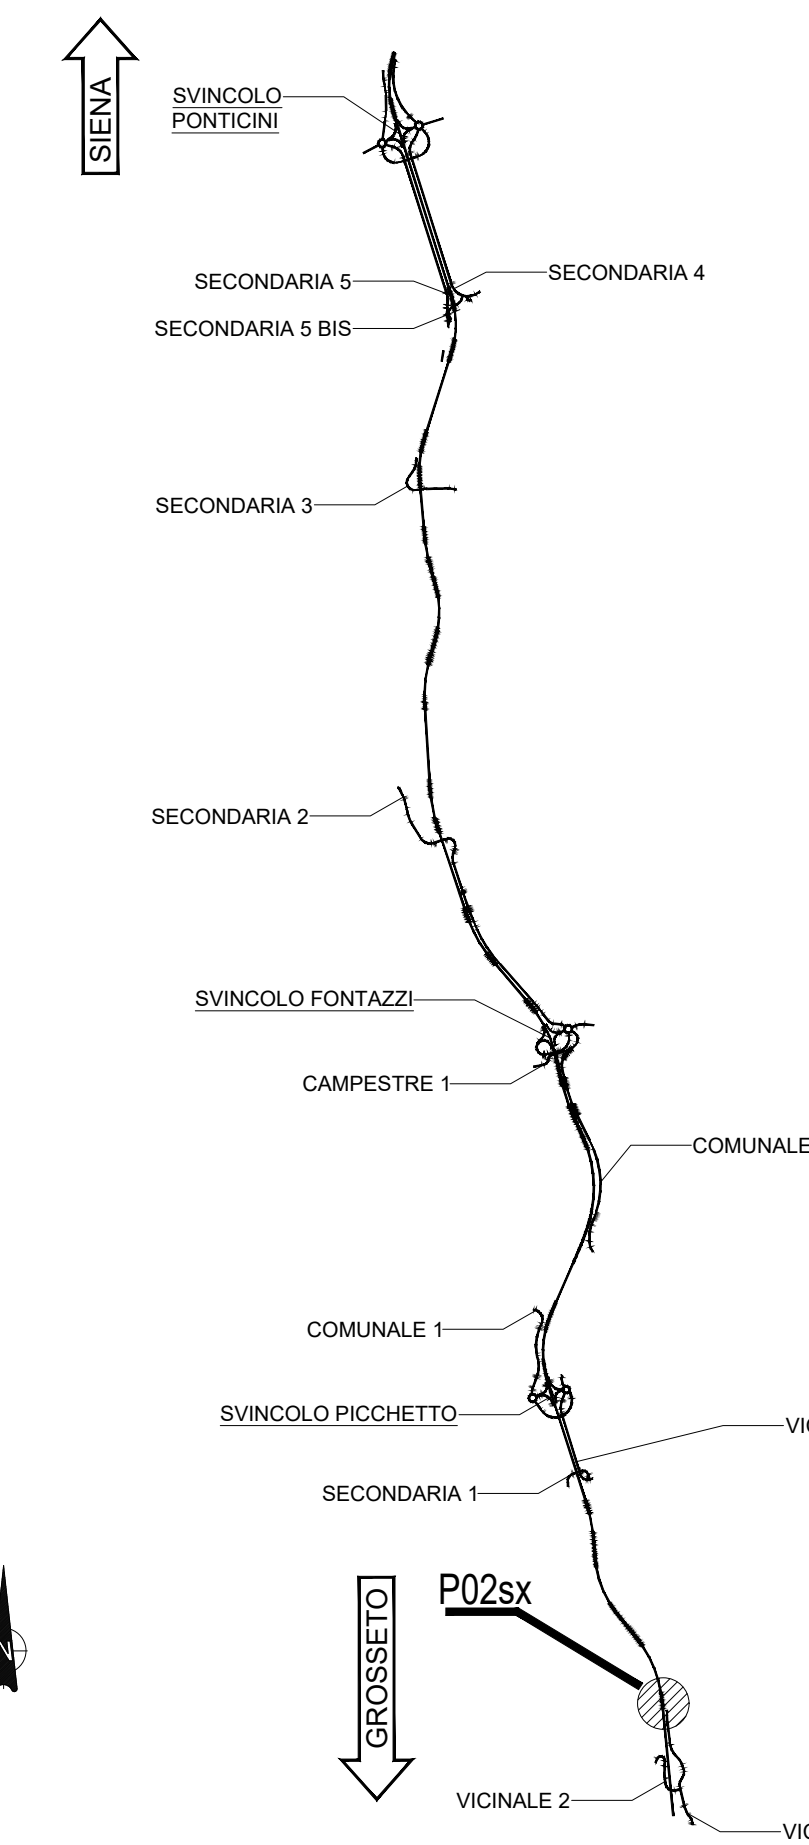 SIENA
SVINCOLO
PONTICINI
SECONDARIA 5
SECONDARIA 4
SECONDARIA 5 BIS
SECONDARIA 3
SECONDARIA 2
SVINCOLO FONTAZZI
CAMPESTRE 1
COMUNALE
COMUNALE 1
SVINCOLO PICCHETTO
SECONDARIA 1
P02sx
GROSSETO
N
VICINALE 2